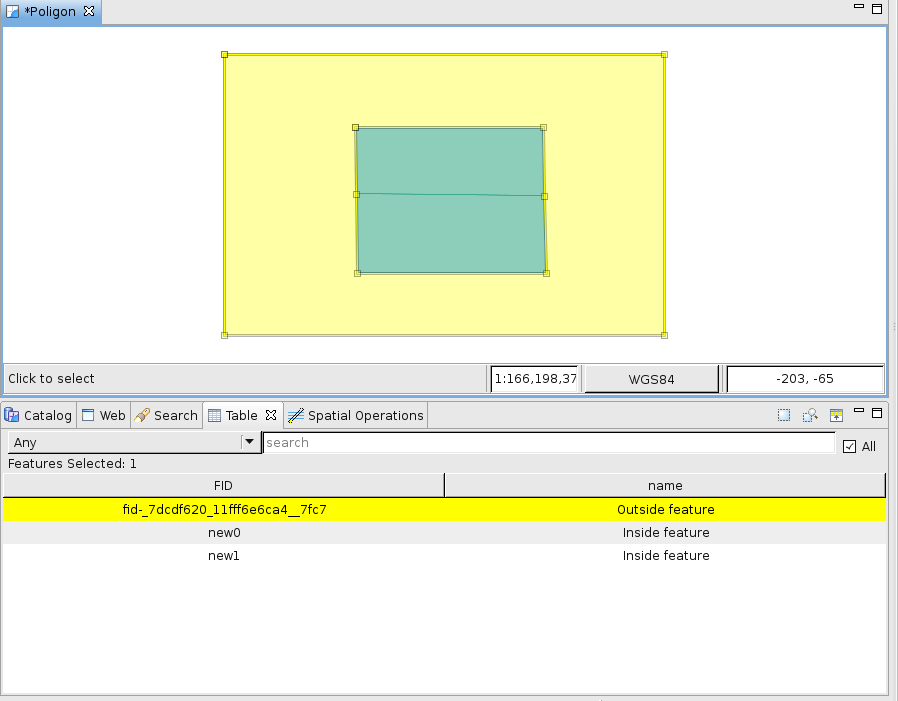 *Poligon
Click to select
1:166,198,37
WGS84
-203, -65
Catalog Web Search Table Spatial Operations
Any search All
Features Selected: 1
FID name
fid-_7dcdf620_11fff6e6ca4__7fc7 Outside feature
new0 Inside feature
new1 Inside feature